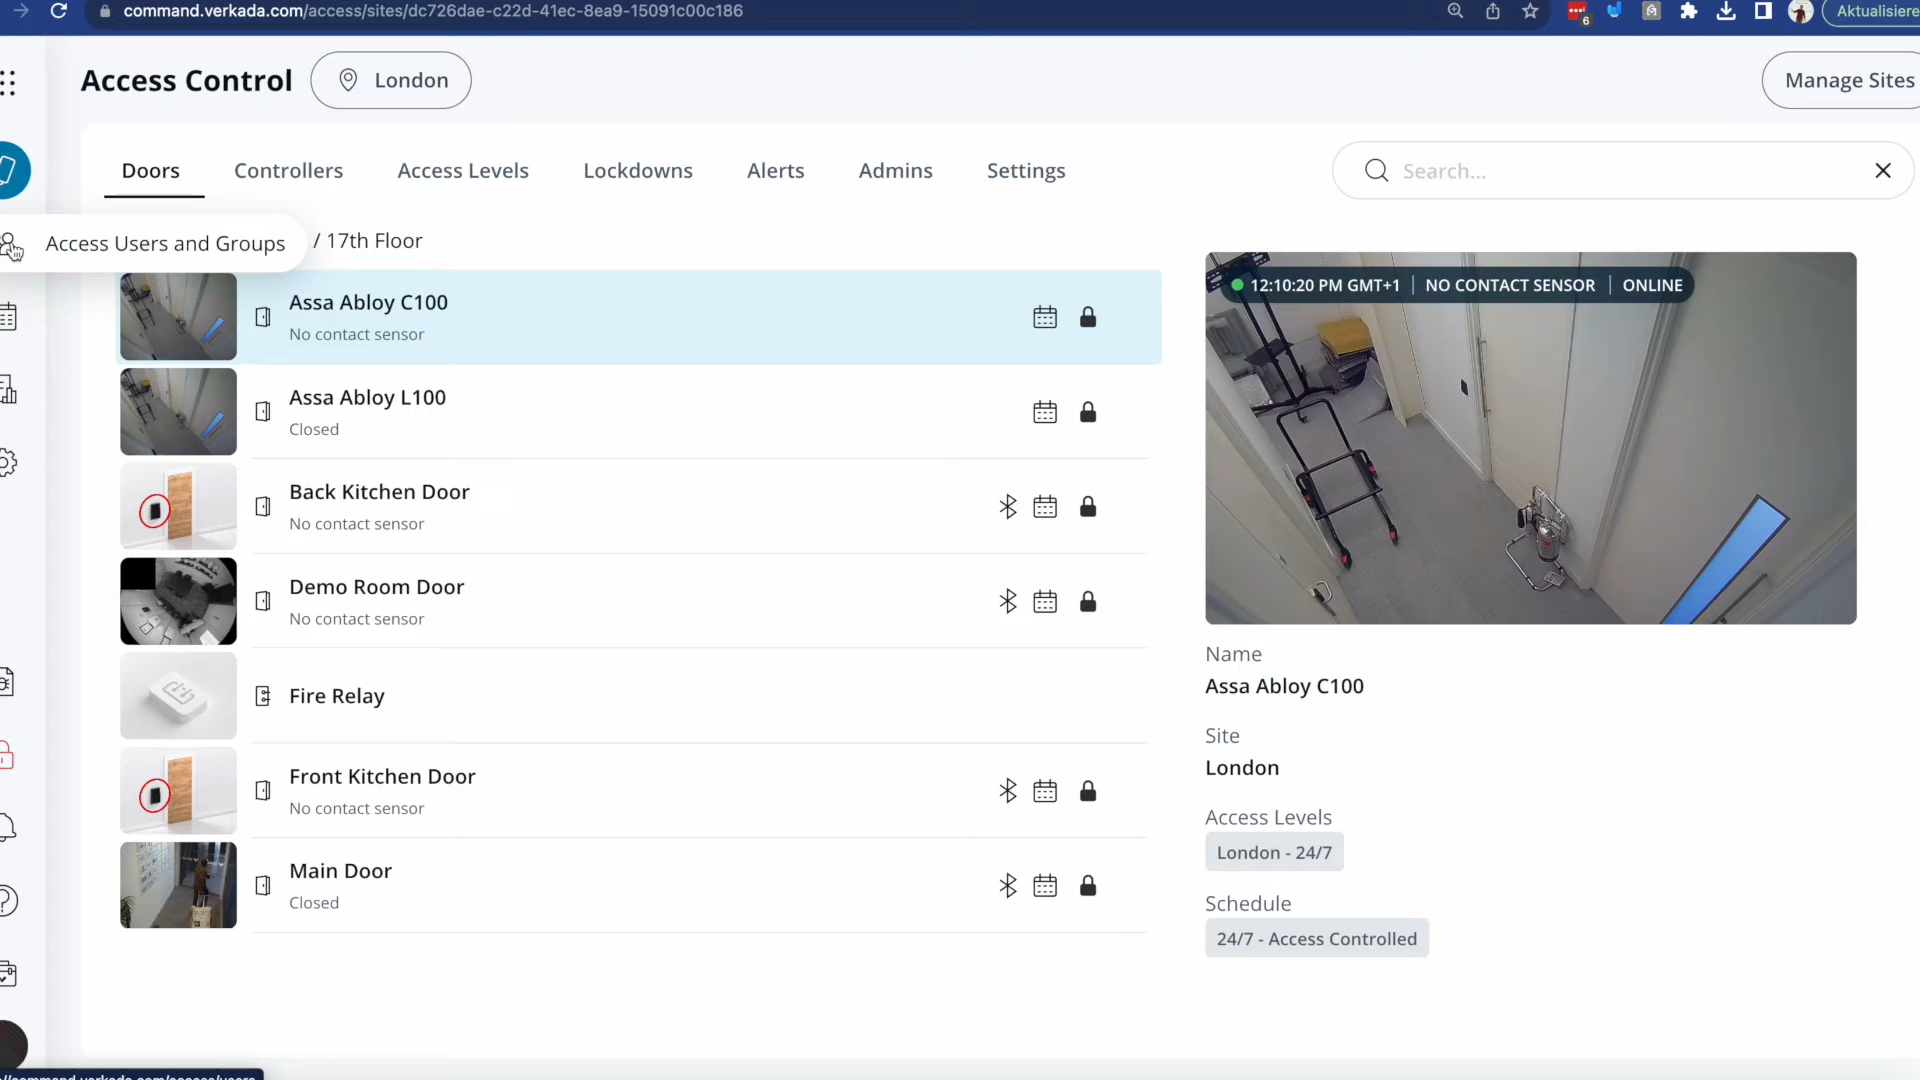 command.verkada.com/access/sites/dc726dae-c22d-41ec-8ea9-15091c00c186
6
Aktualisiere
Access Control
London
Manage Sites
Doors
Controllers
Access Levels
Lockdowns
Alerts
Admins
Settings
Search...
Access Users and Groups
/ 17th Floor
Assa Abloy C100
No contact sensor
Assa Abloy L100
Closed
Back Kitchen Door
No contact sensor
Demo Room Door
No contact sensor
Fire Relay
Front Kitchen Door
No contact sensor
Main Door
Closed
12:10:20 PM GMT+1 | NO CONTACT SENSOR | ONLINE
Name
Assa Abloy C100
Site
London
Access Levels
London - 24/7
Schedule
24/7 - Access Controlled